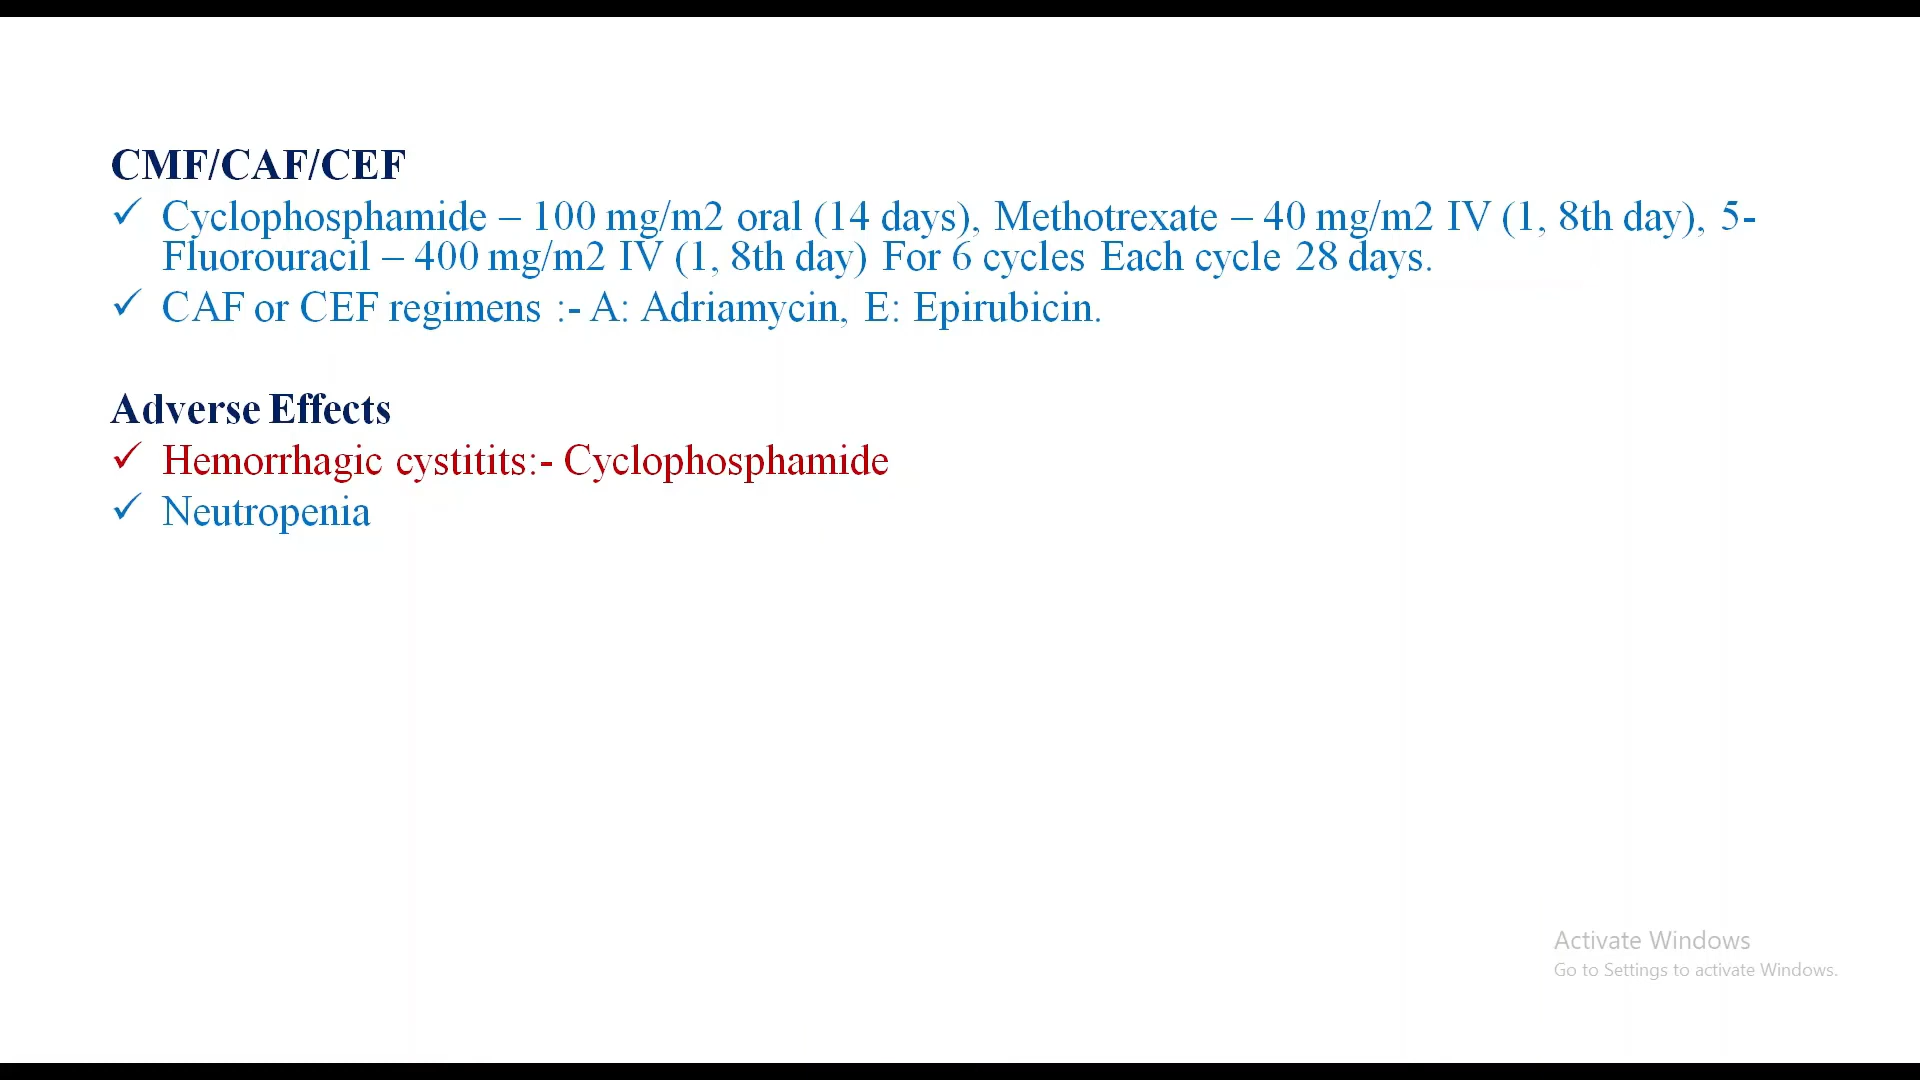 CMF/CAF/CEF
✓ Cyclophosphamide – 100 mg/m2 oral (14 days), Methotrexate – 40 mg/m2 IV (1, 8th day), 5-
Fluorouracil – 400 mg/m2 IV (1, 8th day) For 6 cycles Each cycle 28 days.
✓ CAF or CEF regimens :- A: Adriamycin, E: Epirubicin.
Adverse Effects
✓ Hemorrhagic cystitits:- Cyclophosphamide
✓ Neutropenia
Activate Windows
Go to Settings to activate Windows.